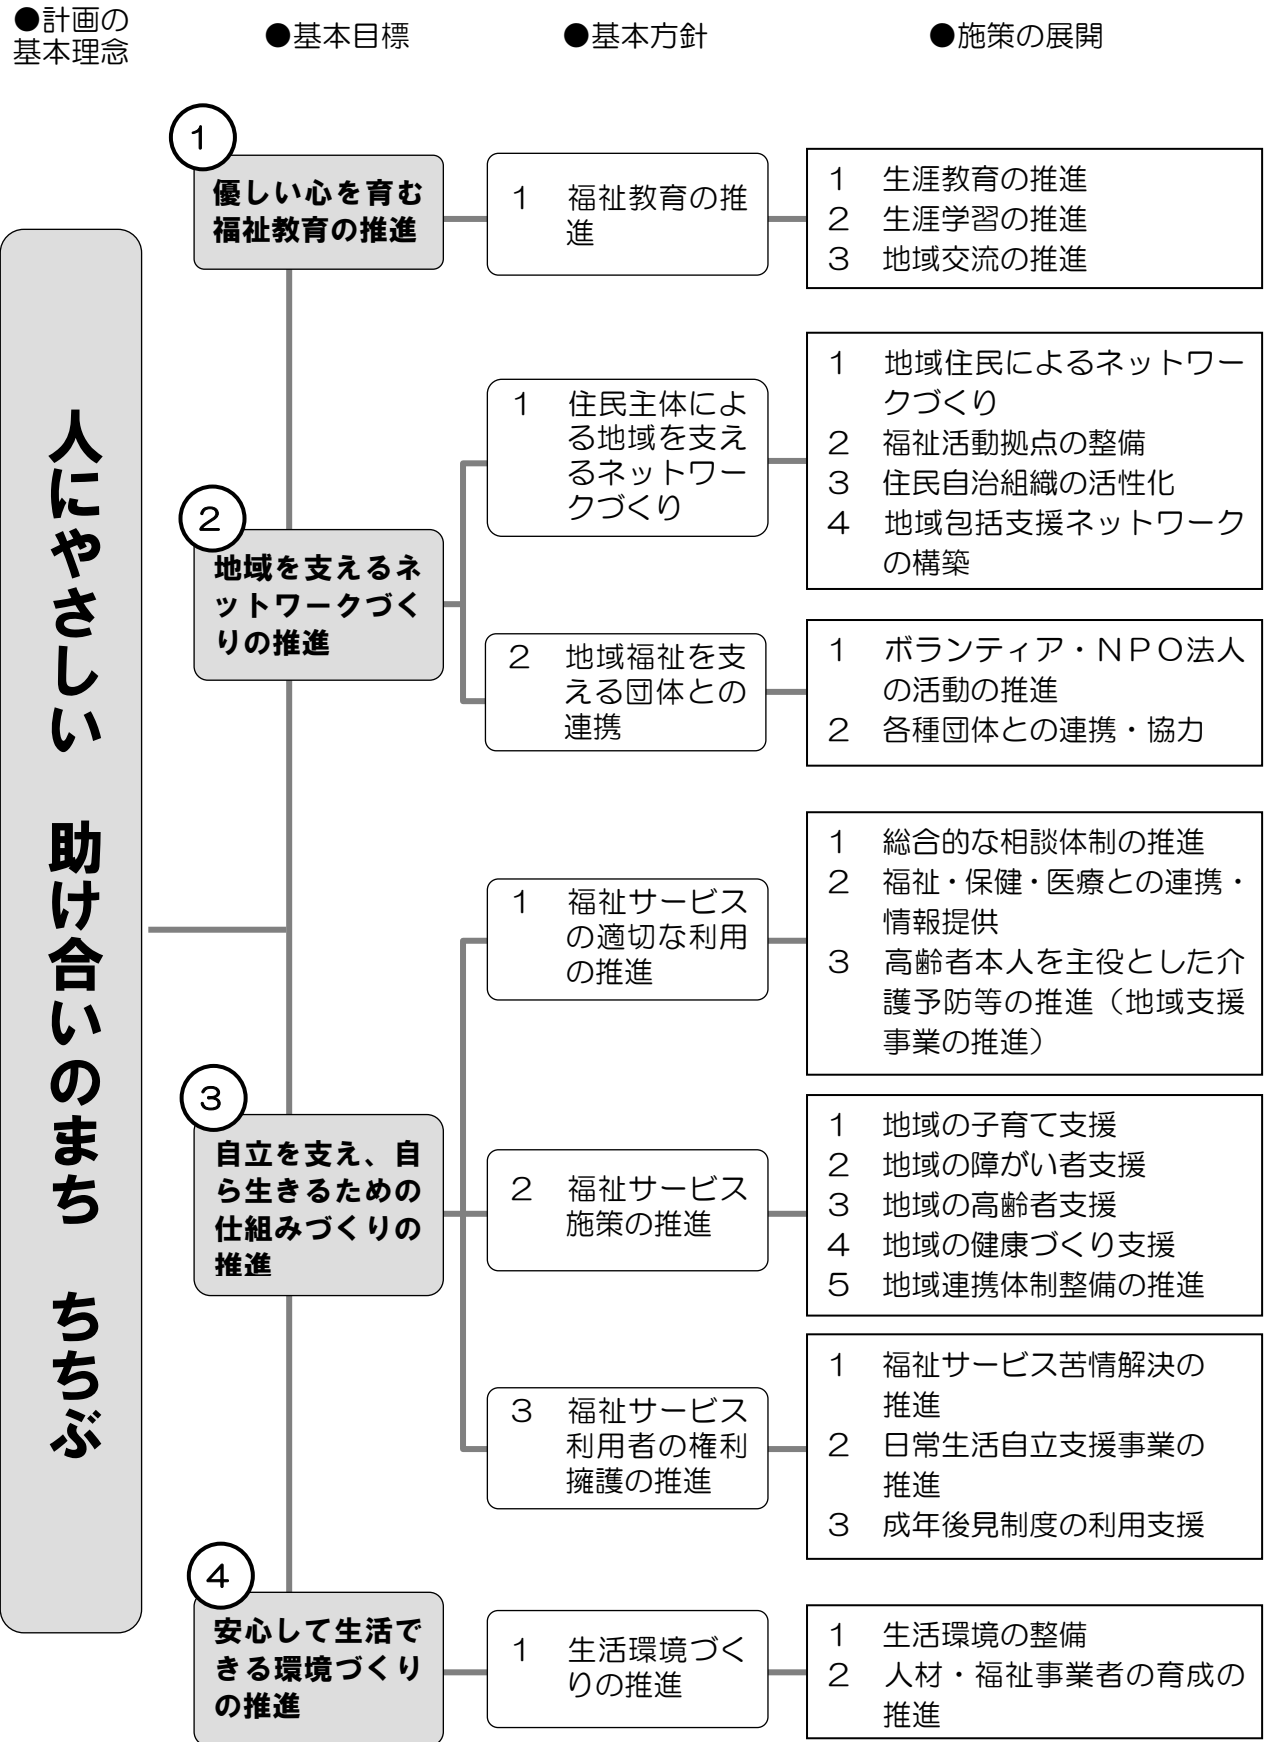 ●計画の
基本理念
●基本目標
●基本方針
●施策の展開
人にやさしい　助け合いのまち　ちちぶ
1
優しい心を育む
福祉教育の推進
1　福祉教育の推
進
1　生涯教育の推進
2　生涯学習の推進
3　地域交流の推進
2
地域を支えるネ
ットワークづく
りの推進
1　住民主体によ
る地域を支え
るネットワー
クづくり
1　地域住民によるネットワー
クづくり
2　福祉活動拠点の整備
3　住民自治組織の活性化
4　地域包括支援ネットワーク
の構築
2　地域福祉を支
える団体との
連携
1　ボランティア・ＮＰＯ法人
の活動の推進
2　各種団体との連携・協力
3
自立を支え、自
ら生きるための
仕組みづくりの
推進
1　福祉サービス
の適切な利用
の推進
1　総合的な相談体制の推進
2　福祉・保健・医療との連携・
情報提供
3　高齢者本人を主役とした介
護予防等の推進（地域支援
事業の推進）
2　福祉サービス
施策の推進
1　地域の子育て支援
2　地域の障がい者支援
3　地域の高齢者支援
4　地域の健康づくり支援
5　地域連携体制整備の推進
3　福祉サービス
利用者の権利
擁護の推進
1　福祉サービス苦情解決の
推進
2　日常生活自立支援事業の
推進
3　成年後見制度の利用支援
4
安心して生活で
きる環境づくり
の推進
1　生活環境づく
りの推進
1　生活環境の整備
2　人材・福祉事業者の育成の
推進